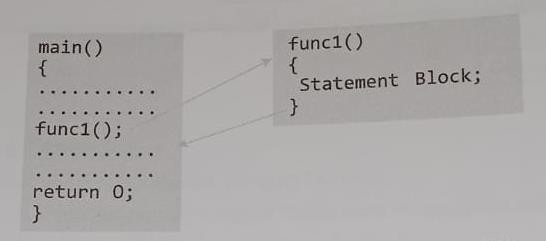 main()
{
...........
...........
func1();
...........
...........
return 0;
}
func1()
{
Statement Block;
}